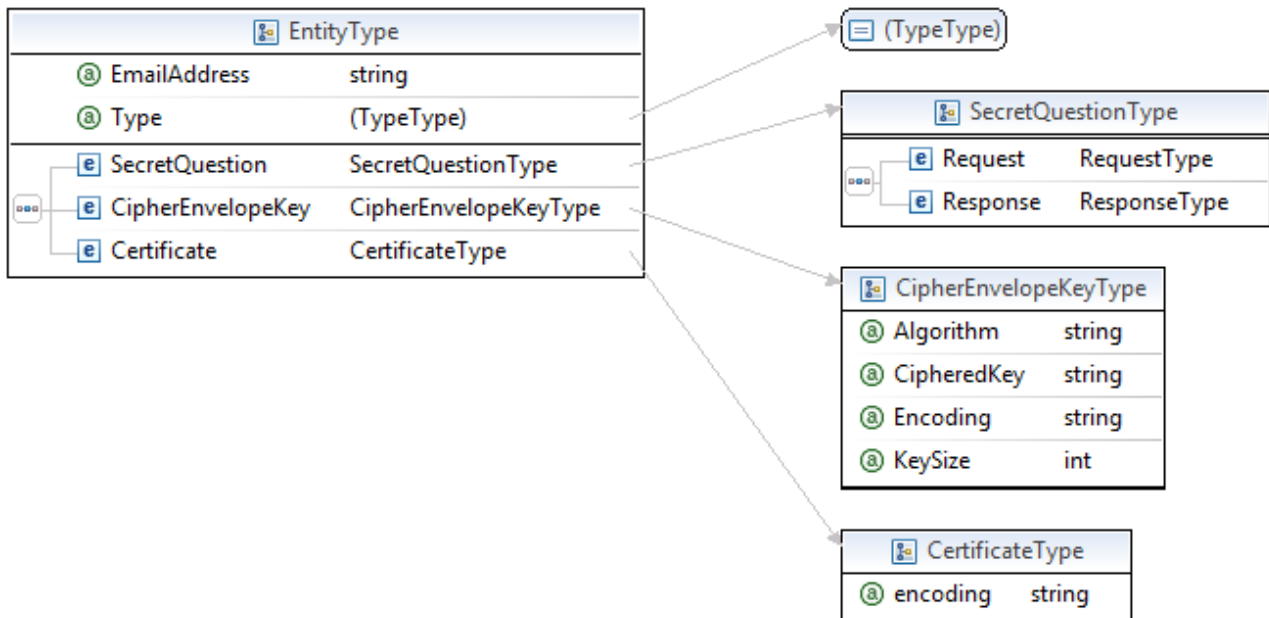 EntityType
EmailAddress string
Type (TypeType)
SecretQuestion SecretQuestionType
CipherEnvelopeKey CipherEnvelopeKeyType
Certificate CertificateType
(TypeType)
SecretQuestionType
Request RequestType
Response ResponseType
CipherEnvelopeKeyType
Algorithm string
CipheredKey string
Encoding string
KeySize int
CertificateType
encoding string